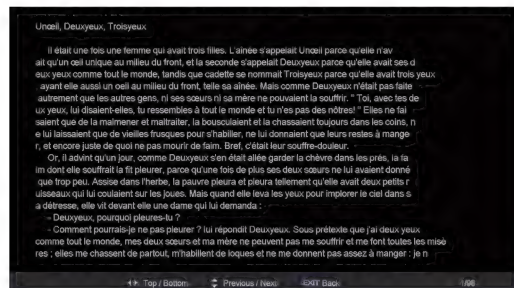 Unœil, Deuxyeux, Troisyeux
Il était une fois une femme qui avait trois filles. L'aînée s'appelait Unœil parce qu'elle n'av
ait qu'un œil unique au milieu du front, et la seconde s'appelait Deuxyeux parce qu'elle avait ses d
eux yeux comme tout le monde, tandis que cadette se nommait Troisyeux parce qu'elle avait trois yeux
, ayant elle aussi un oeil au milieu du front, telle sa aînée. Mais comme Deuxyeux n'était pas faite
autrement que les autres gens, ni ses sœurs ni sa mère ne pouvaient la souffrir. " Toi, avec tes de
ux yeux, lui disaient-elles, tu ressembles à tout le monde et tu n'es pas des nôtres! " Elles ne fai
saient que de la malmener et maltraiter, la bousculaient et la chassaient toujours dans les coins, n
e lui laissaient que de vieilles frusques pour s'habiller, ne lui donnaient que leurs restes à mange
r, et encore juste de quoi ne pas mourir de faim. Bref, c'était leur souffre-douleur.
Or, il advint qu'un jour, comme Deuxyeux s'en était allée garder la chèvre dans les prés, la fa
im dont elle souffrait la fit pleurer, parce qu'une fois de plus ses deux sœurs ne lui avaient donné
que trop peu. Assise dans l'herbe, la pauvre pleura et pleura tellement qu'elle avait deux petits r
uisseaux qui lui coulaient sur les joues. Mais quand elle leva les yeux pour implorer le ciel dans s
a détresse, elle vit devant elle une dame qui lui demanda :
- Deuxyeux, pourquoi pleures-tu ?
- Comment pourrais-je ne pas pleurer ? lui répondit Deuxyeux. Sous prétexte que j'ai deux yeux
comme tout le monde, mes deux sœurs et ma mère ne peuvent pas me souffrir et me font toutes les misè
res ; elles me chassent de partout, m'habillent de loques et ne me donnent pas assez à manger : je n
Top / Bottom Previous / Next EXIT Back 1/98